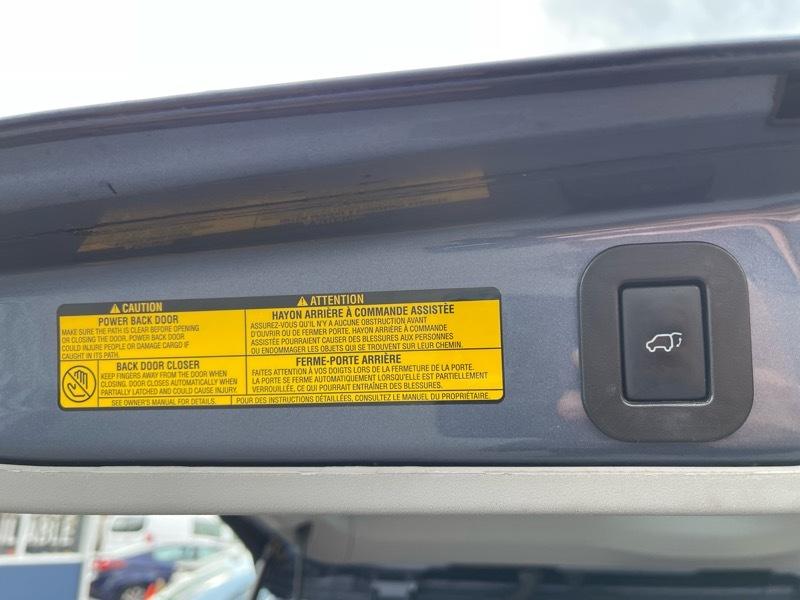 CAUTION
POWER BACK DOOR
MAKE SURE THE PATH IS CLEAR BEFORE OPENING
OR CLOSING THE DOOR. POWER BACK DOOR
COULD INJURE PEOPLE OR DAMAGE CARGO IF
CAUGHT IN ITS PATH.
BACK DOOR CLOSER
KEEP FINGERS AWAY FROM THE DOOR WHEN
CLOSING. DOOR CLOSES AUTOMATICALLY WHEN
PARTIALLY LATCHED AND COULD CAUSE INJURY.
SEE OWNER'S MANUAL FOR DETAILS.
ATTENTION
HAYON ARRIÈRE À COMMANDE ASSISTÉE
ASSUREZ-VOUS QU'IL N'Y A AUCUNE OBSTRUCTION AVANT
D'OUVRIR OU DE FERMER PORTE. HAYON ARRIÈRE À COMMANDE
ASSISTÉE POURRAIENT CAUSER DES BLESSURES AUX PERSONNES
OU ENDOMMAGER LES OBJETS QUI SE TROUVENT SUR LEUR CHEMIN.
FERME-PORTE ARRIÈRE
FAITES ATTENTION À VOS DOIGTS LORS DE LA FERMETURE DE LA PORTE.
LA PORTE SE FERME AUTOMATIQUEMENT LORSQU'ELLE EST PARTIELLEMENT
VERROUILLÉE, CE QUI POURRAIT ENTRAÎNER DES BLESSURES.
POUR DES INSTRUCTIONS DÉTAILLÉES, CONSULTEZ LE MANUEL DU PROPRIÉTAIRE.